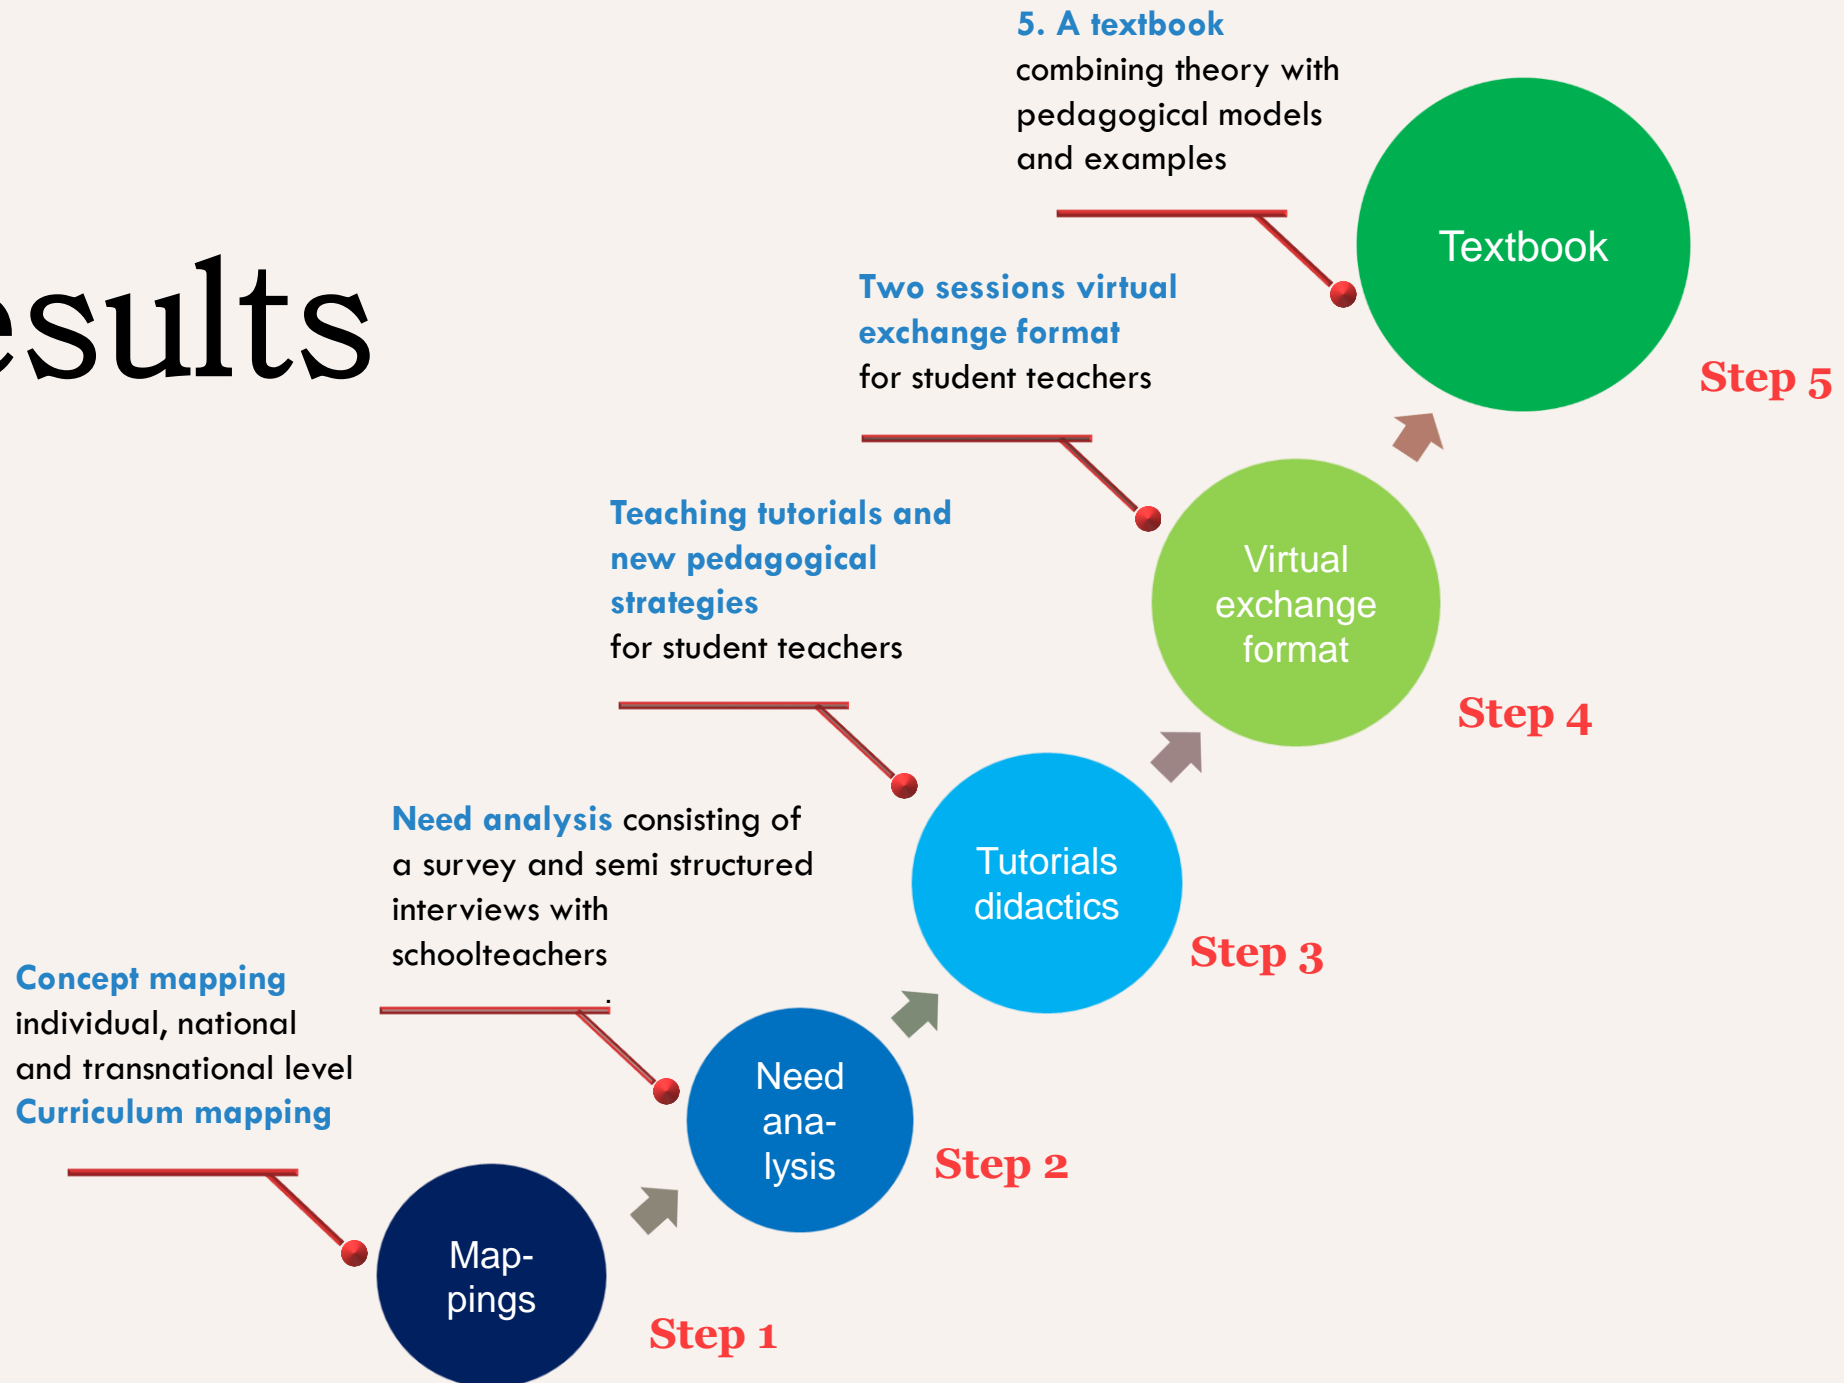 esults
5. A textbook
combining theory with
pedagogical models
and examples
Textbook
Step 5
Two sessions virtual
exchange format
for student teachers
Virtual
exchange
format
Step 4
Teaching tutorials and
new pedagogical
strategies
for student teachers
Tutorials
didactics
Step 3
Need analysis consisting of
a survey and semi structured
interviews with
schoolteachers
.
Need
ana-
lysis
Step 2
Concept mapping
individual, national
and transnational level
Curriculum mapping
Map-
pings
Step 1